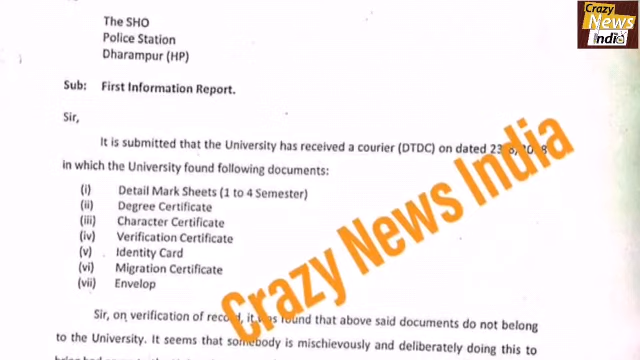 Crazy
News
India
The SHO
Police Station
Dharampur (HP)
Sub: First Information Report.
Sir,
It is submitted that the University has received a courier (DTDC) on dated
in which the University found following documents:
(i) Detail Mark Sheets (1 to 4 Semester)
(ii) Degree Certificate
(iii) Character Certificate
(iv) Verification Certificate
(v) Identity Card
(vi) Migration Certificate
(vii) Envelop
Crazy News India
Sir, on verification of record, it was found that above said documents do not belong
to the University. It seems that somebody is mischievously and deliberately doing this to